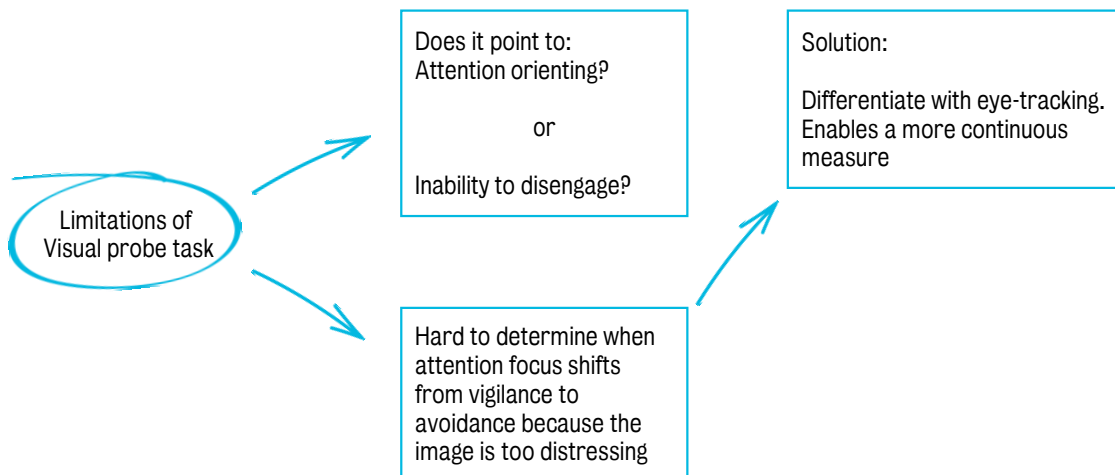 Limitations of
Visual probe task
Does it point to:
Attention orienting?
or
Inability to disengage?
Hard to determine when
attention focus shifts
from vigilance to
avoidance because the
image is too distressing
Solution:
Differentiate with eye-tracking.
Enables a more continuous
measure